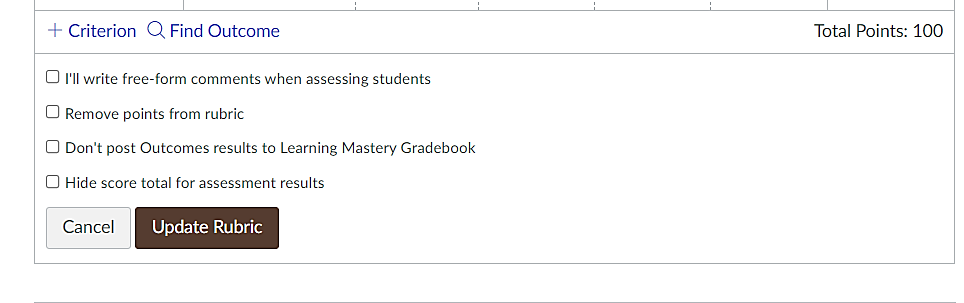 + Criterion Find Outcome Total Points: 100
I'll write free-form comments when assessing students
Remove points from rubric
Don't post Outcomes results to Learning Mastery Gradebook
Hide score total for assessment results
Cancel Update Rubric